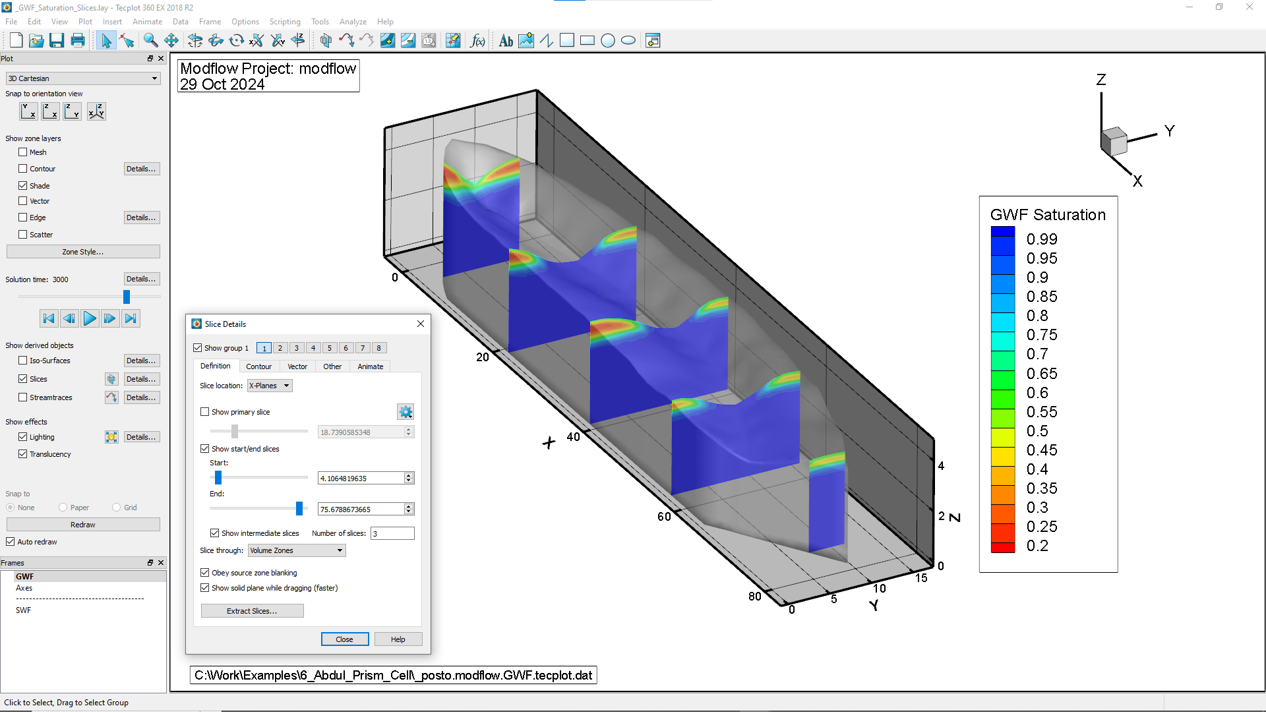 _GWF_Saturation_Slices.lay - Tecplot 360 EX 2018 R2
File Edit View Plot Insert Animate Data Frame Options Scripting Tools Analyze Help
Plot
3D Cartesian
Snap to orientation view
Show zone layers
Mesh
Contour Details...
Shade
Vector
Edge Details...
Scatter
Zone Style...
Solution time: 3000 Details...
Show derived objects
Iso-Surfaces Details...
Slices Details...
Streamtraces Details...
Show effects
Lighting Details...
Translucency
Snap to
None Paper Grid
Redraw
Auto redraw
Frames
GWF
Axes
SWF
Click to Select, Drag to Select Group
Modflow Project: modflow
29 Oct 2024
Z
Y
X
0
20
40
60
80
X
0
5
10
15
Y
0
2
4
Z
GWF Saturation
0.99
0.95
0.9
0.85
0.8
0.75
0.7
0.65
0.6
0.55
0.5
0.45
0.4
0.35
0.3
0.25
0.2
Slice Details
Show group 1 1 2 3 4 5 6 7 8
Definition Contour Vector Other Animate
Slice location: X-Planes
Show primary slice
18.7390585348
Show start/end slices
Start:
4.1064819635
End:
75.6788673665
Show intermediate slices Number of slices: 3
Slice through: Volume Zones
Obey source zone blanking
Show solid plane while dragging (faster)
Extract Slices...
Close Help
C:\Work\Examples\6_Abdul_Prism_Cell\_posto.modflow.GWF.tecplot.dat